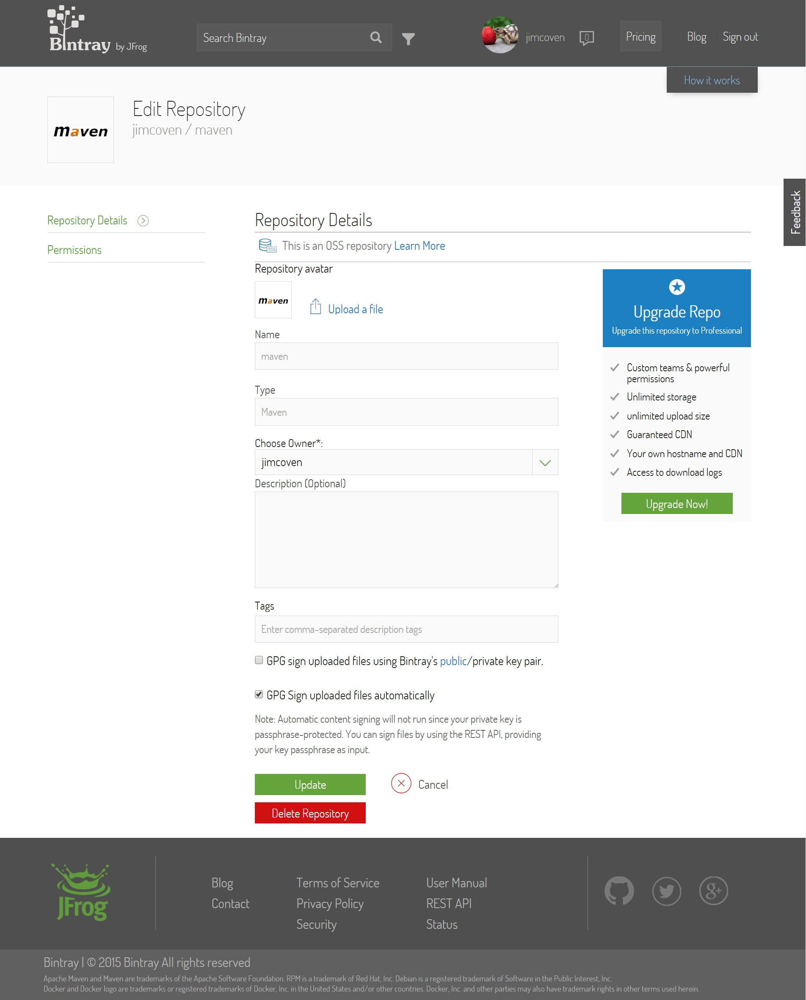 Bintray by JFrog
Search Bintray
jimcoven
0
Pricing
Blog
Sign out
How it works
maven
Edit Repository
jimcoven / maven
Feedback
Repository Details
Permissions
Repository Details
OSS
This is an OSS repository Learn More
Repository avatar
maven
Upload a file
Name
maven
Type
Maven
Choose Owner*:
jimcoven
Description (Optional)
Tags
Enter comma-separated description tags
GPG sign uploaded files using Bintray's public/private key pair.
GPG Sign uploaded files automatically
Note: Automatic content signing will not run since your private key is
passphrase-protected. You can sign files by using the REST API, providing
your key passphrase as input.
Update
Cancel
Delete Repository
Upgrade Repo
Upgrade this repository to Professional
Custom teams & powerful
permissions
Unlimited storage
unlimited upload size
Guaranteed CDN
Your own hostname and CDN
Access to download logs
Upgrade Now!
JFrog
Blog
Contact
Terms of Service
Privacy Policy
Security
User Manual
REST API
Status
g+
Bintray | © 2015 Bintray All rights reserved
Apache Maven and Maven are trademarks of the Apache Software Foundation. RPM is a trademark of Red Hat, Inc. Debian is a registered trademark of Software in the Public Interest, Inc.
Docker and Docker logo are trademarks or registered trademarks of Docker, Inc. in the United States and/or other countries. Docker, Inc. and other parties may also have trademark rights in other terms used herein.